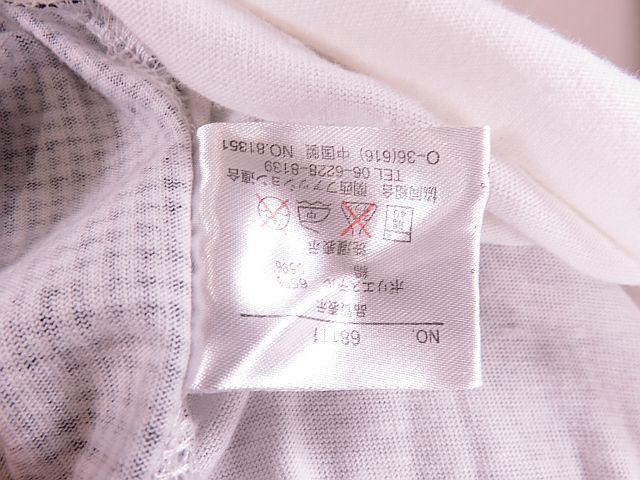 NO. 68111
品質表示
ポリエステル 65%
綿
洗濯表示
40
協同組合 関西ファッション連合
TEL 06-6228-8139
O-36(616) 中国製 NO.81351